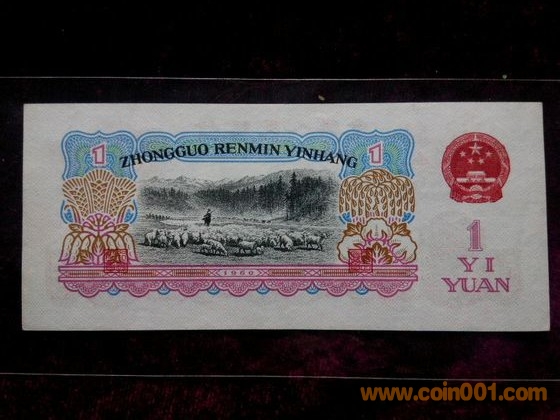 1 ZHONGGUO RENMIN YINHANG 1
1960
1
YI
YUAN
www.coin001.com